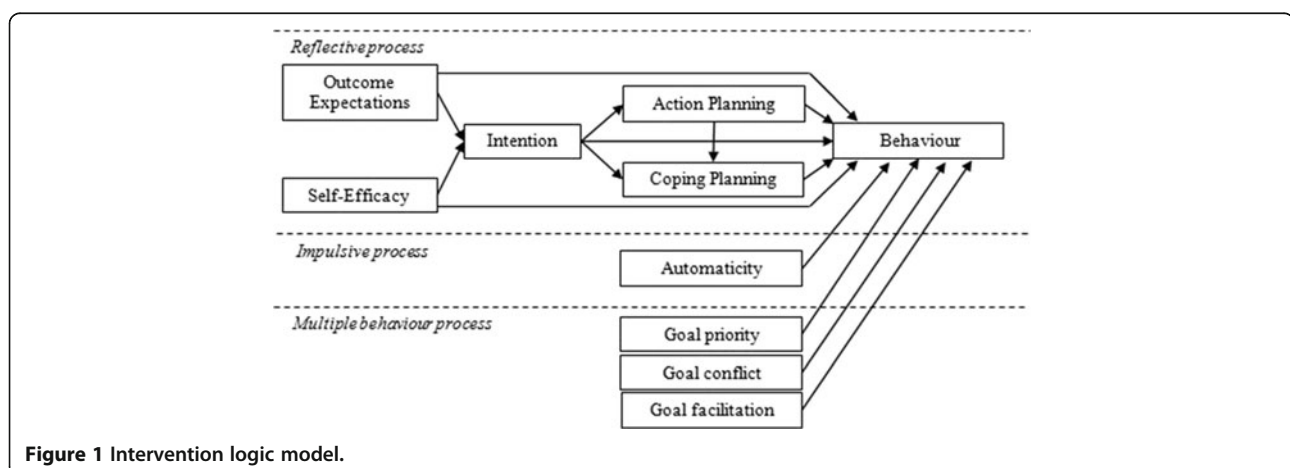 Reflective process
Outcome
Expectations
Action Planning
Intention
Behaviour
Coping Planning
Self-Efficacy
Impulsive process
Automaticity
Multiple behaviour process
Goal priority
Goal conflict
Goal facilitation
Figure 1 Intervention logic model.